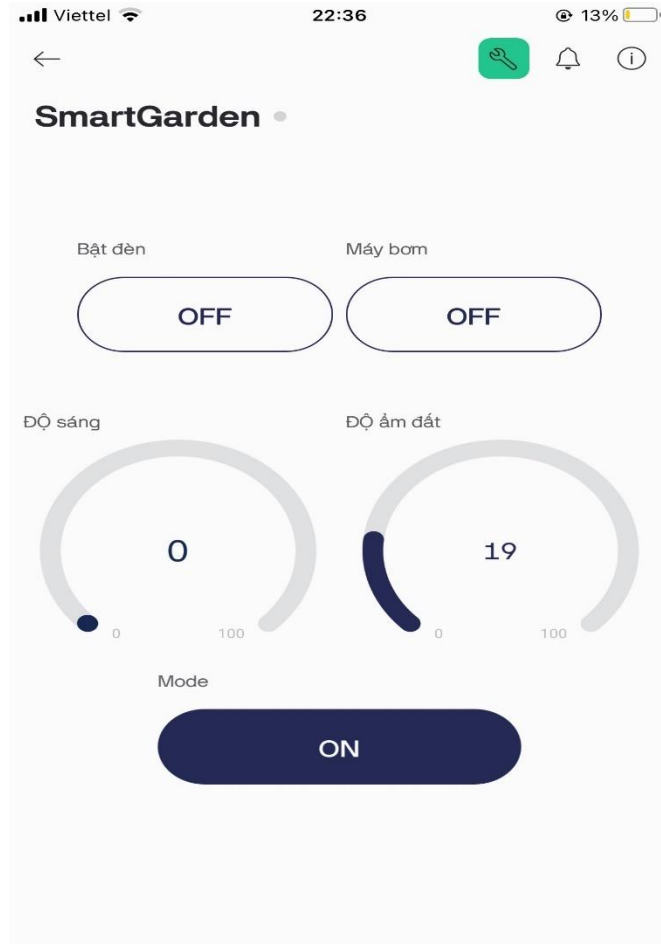 Viettel 22:36 13%
SmartGarden
Bật đèn Máy bơm
OFF OFF
ĐỘ sáng ĐỘ ẩm đất
0 19
0 100 0 100
Mode
ON